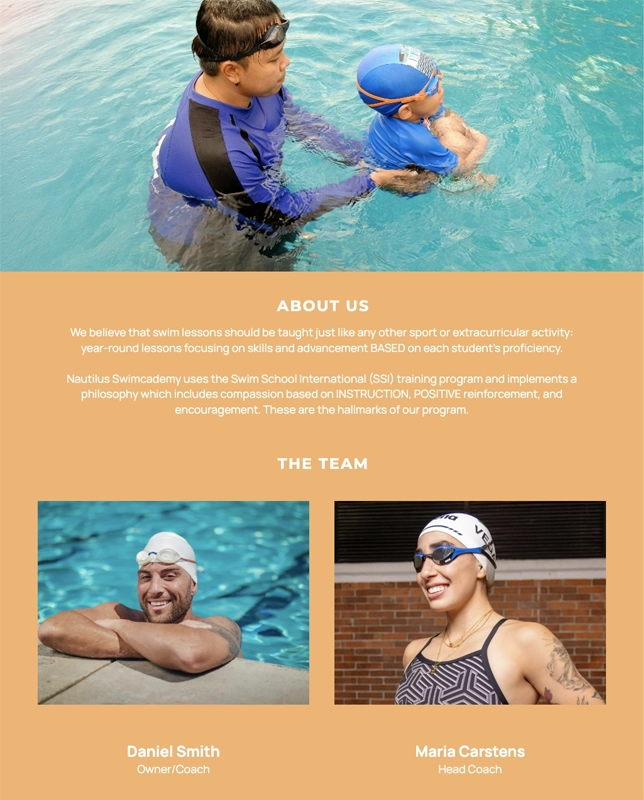 ABOUT US
We believe that swim lessons should be taught just like any other sport or extracurricular activity:
year-round lessons focusing on skills and advancement BASED on each student's proficiency.
Nautilus Swimcademy uses the Swim School International (SSI) training program and implements a
philosophy which includes compassion based on INSTRUCTION, POSITIVE reinforcement, and
encouragement. These are the hallmarks of our program.
THE TEAM
Daniel Smith
Owner/Coach
Maria Carstens
Head Coach